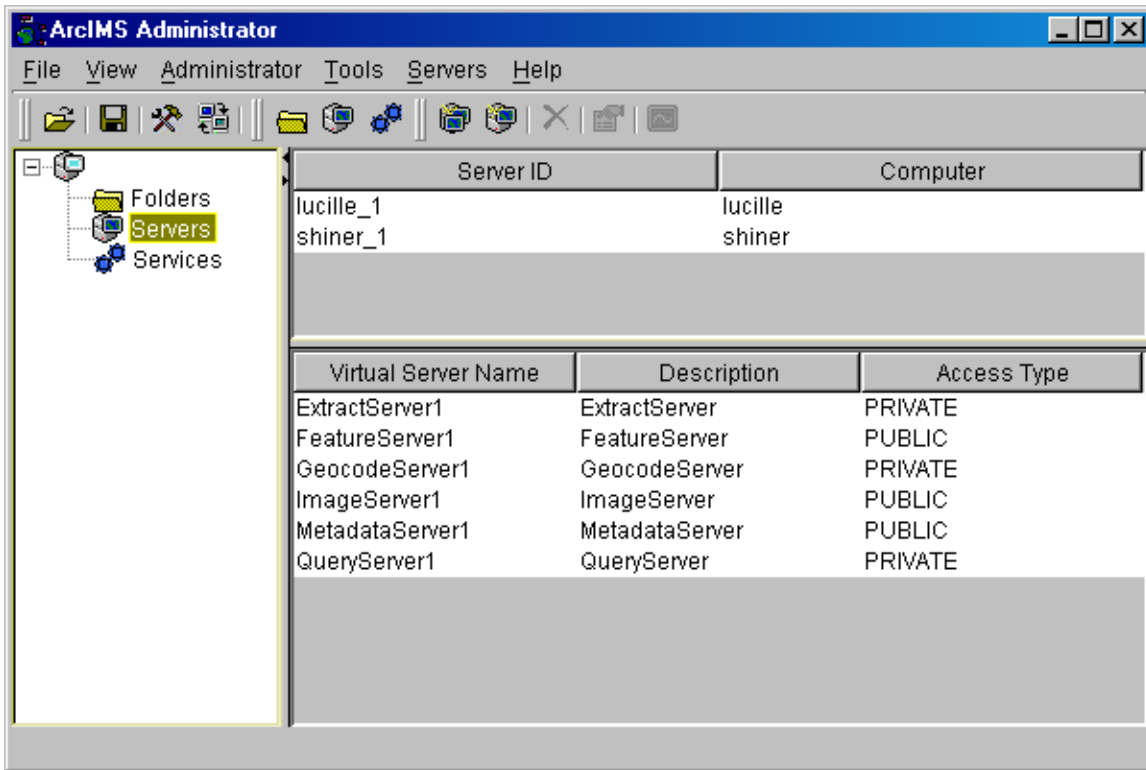 ArcIMS Administrator
File View Administrator Tools Servers Help
Folders
Servers
Services
Server ID Computer
lucille_1 lucille
shiner_1 shiner
Virtual Server Name Description Access Type
ExtractServer1 ExtractServer PRIVATE
FeatureServer1 FeatureServer PUBLIC
GeocodeServer1 GeocodeServer PRIVATE
ImageServer1 ImageServer PUBLIC
MetadataServer1 MetadataServer PUBLIC
QueryServer1 QueryServer PRIVATE